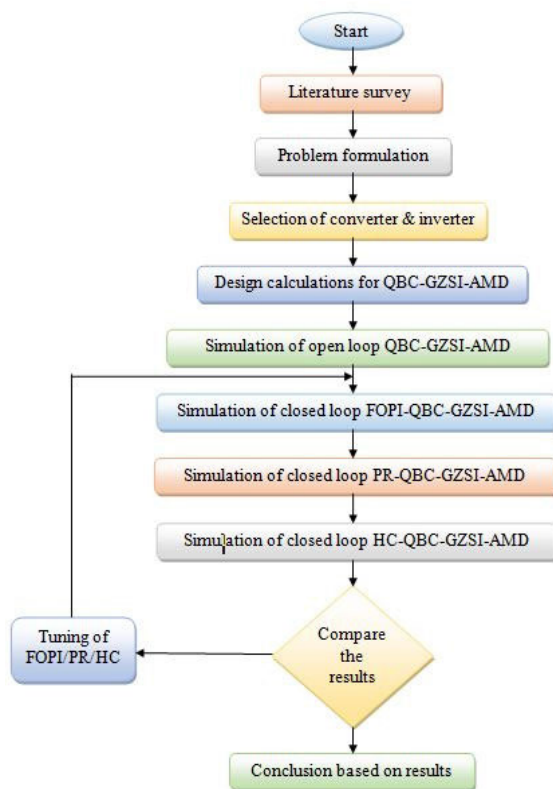 Start
Literature survey
Problem formulation
Selection of converter & inverter
Design calculations for QBC-GZSI-AMD
Simulation of open loop QBC-GZSI-AMD
Simulation of closed loop FOPI-QBC-GZSI-AMD
Simulation of closed loop PR-QBC-GZSI-AMD
Simulation of closed loop HC-QBC-GZSI-AMD
Tuning of
FOPI/PR/HC
Compare
the
results
Conclusion based on results